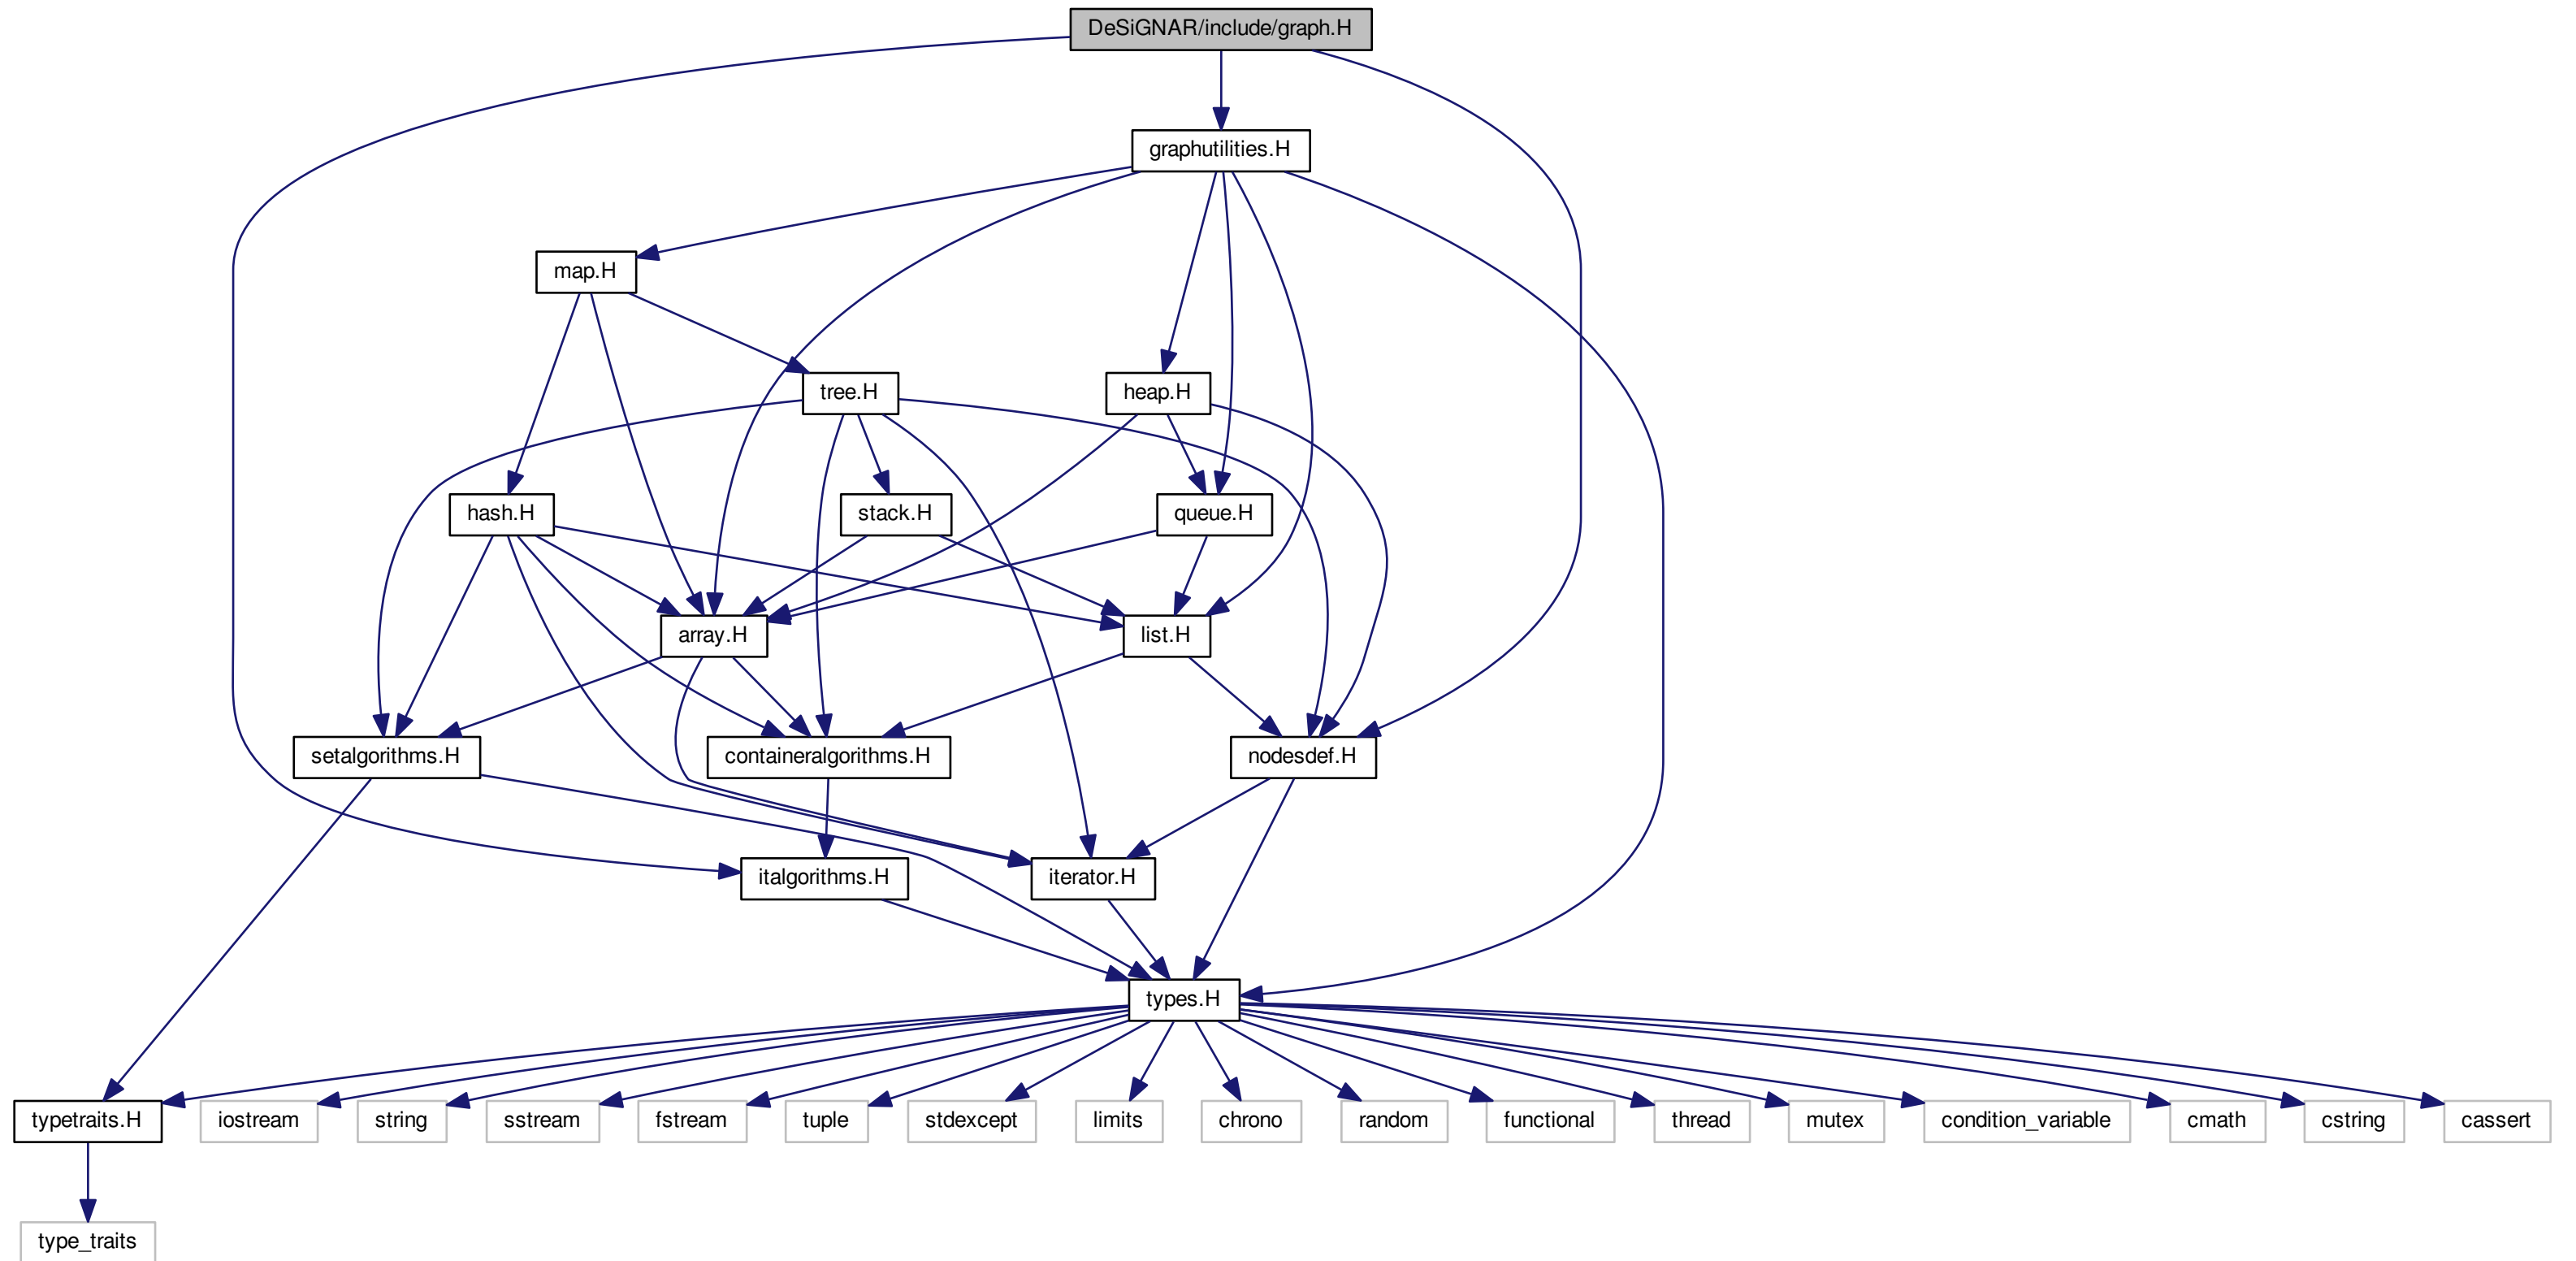 DeSiGNAR/include/graph.H
graphutilities.H
map.H
tree.H
heap.H
hash.H
stack.H
queue.H
array.H
list.H
setalgorithms.H
containeralgorithms.H
nodesdef.H
italgorithms.H
iterator.H
types.H
typetraits.H
iostream
string
sstream
fstream
tuple
stdexcept
limits
chrono
random
functional
thread
mutex
condition_variable
cmath
cstring
cassert
type_traits